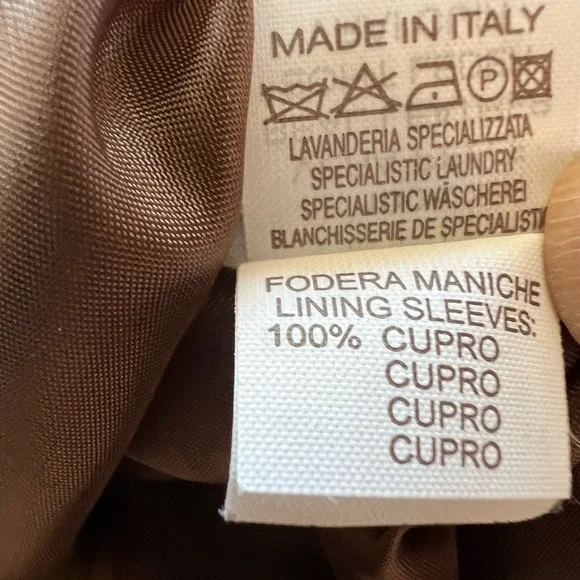 MADE IN ITALY
P
LAVANDERIA SPECIALIZZATA
SPECIALISTIC LAUNDRY
SPECIALISTIC WÄSCHEREI
BLANCHISSERIE DE SPECIALISTI
FODERA MANICHE
LINING SLEEVES:
100% CUPRO
CUPRO
CUPRO
CUPRO